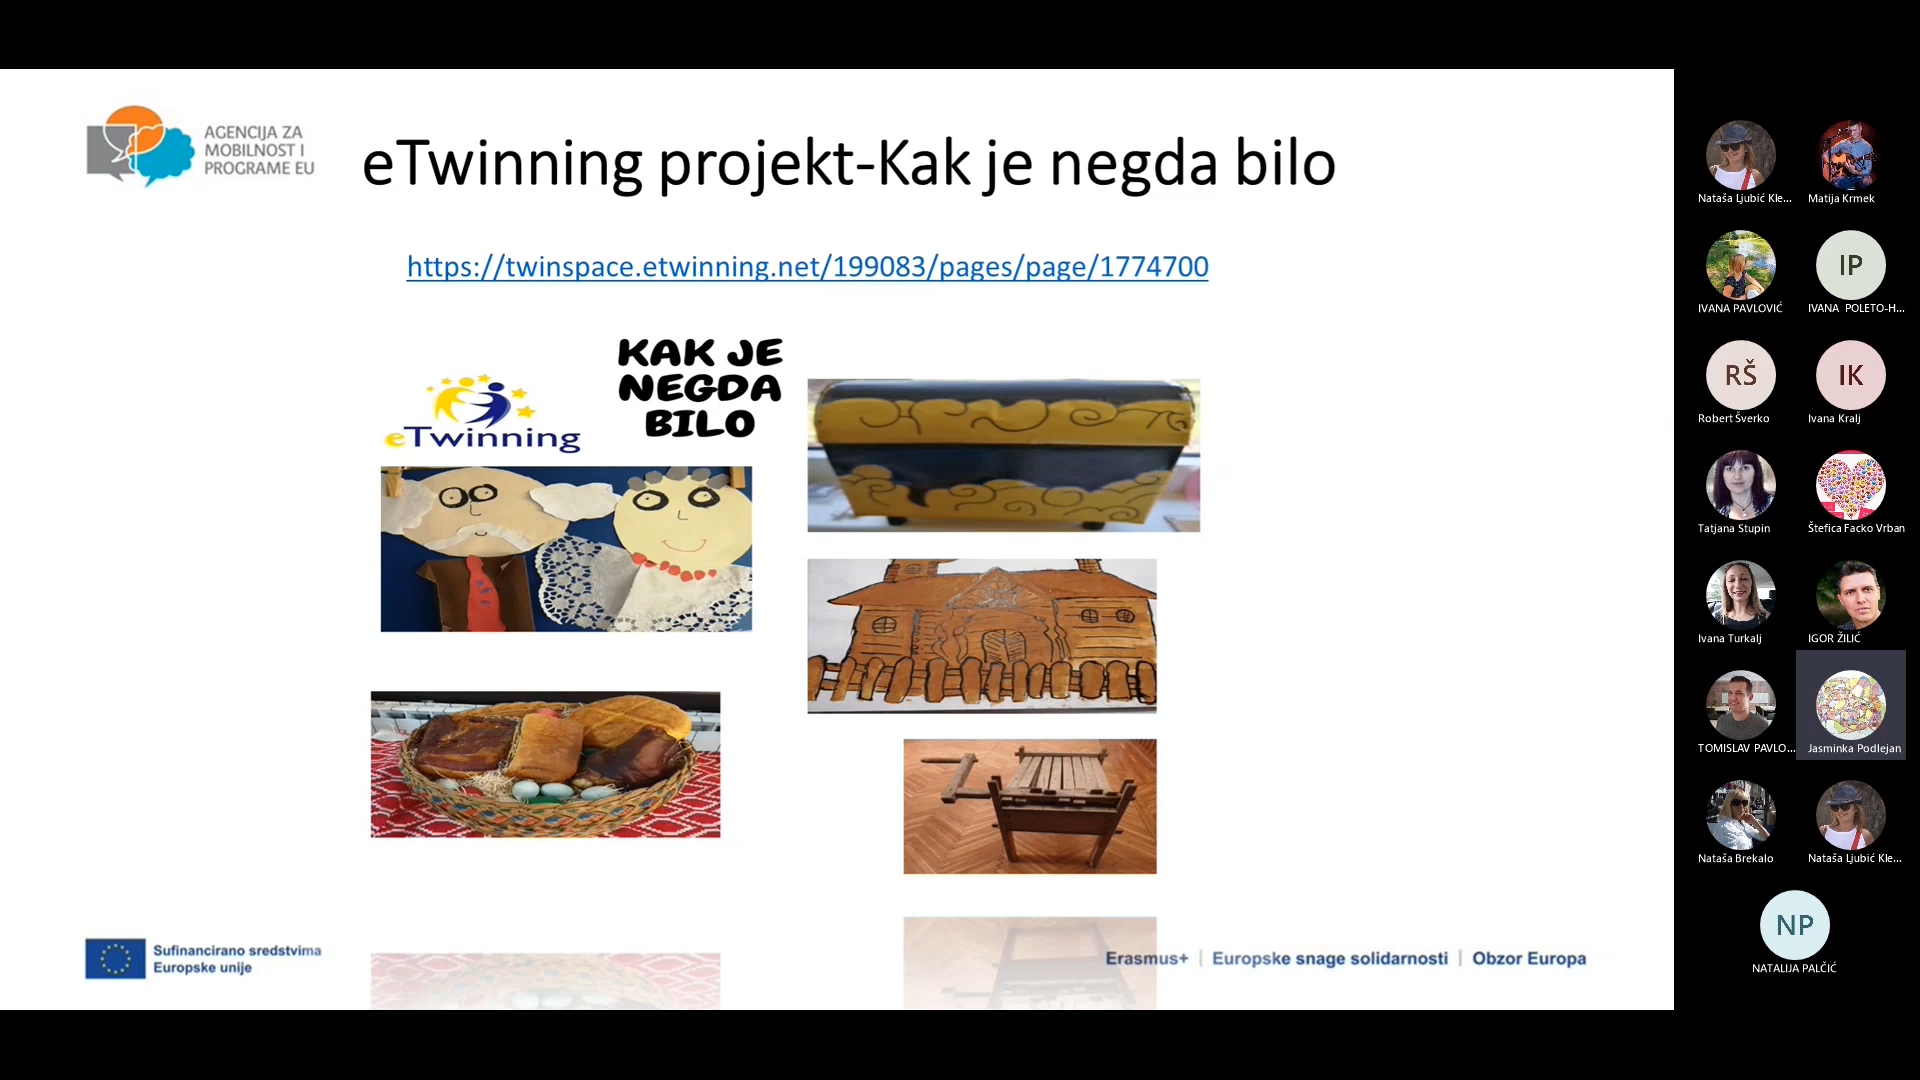 AGENCIJA ZA
MOBILNOST I
PROGRAME EU
eTwinning projekt-Kak je negda bilo
https://twinspace.etwinning.net/199083/pages/page/1774700
KAK JE
NEGDA
BILO
eTwinning
Sufinancirano sredstvima
Europske unije
Erasmus+ | Europske snage solidarnosti | Obzor Europa
Nataša Ljubić Kle...
Matija Krmek
IVANA PAVLOVIĆ
IP
IVANA POLETO-H...
RŠ
Robert Šverko
IK
Ivana Kralj
Tatjana Stupin
Štefica Facko Vrban
Ivana Turkalj
IGOR ŽILIĆ
TOMISLAV PAVLO...
Jasminka Podlejan
Nataša Brekalo
Nataša Ljubić Kle...
NP
NATALIJA PALČIĆ